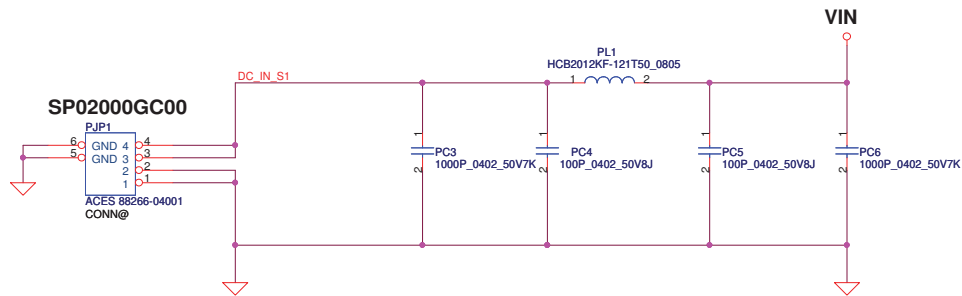 VIN
PL1
HCB2012KF-121T50_0805
DC_IN_S1
1 2
SP02000GC00
PJP1
6 GND 4 4
5 GND 3 3
2 2
1 1
ACES 88266-04001
CONN@
1 1 1 1
PC3 PC4 PC5 PC6
1000P_0402_50V7K 100P_0402_50V8J 100P_0402_50V8J 1000P_0402_50V7K
2 2 2 2